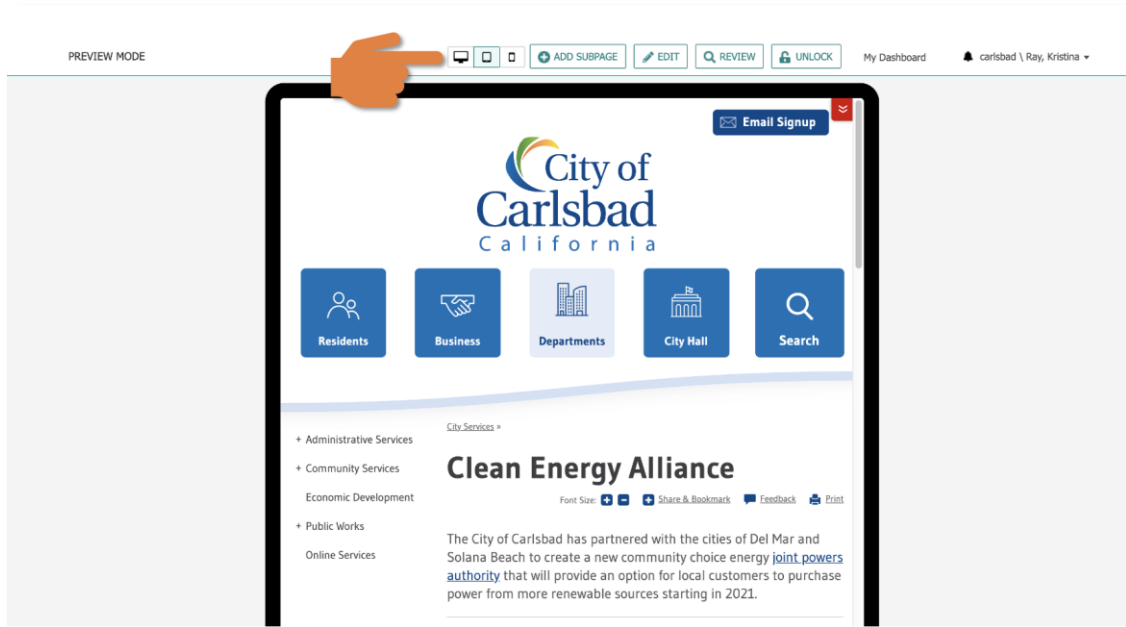 PREVIEW MODE
ADD SUBPAGE EDIT REVIEW UNLOCK My Dashboard carlsbad \ Ray, Kristina
Email Signup
City of
Carlsbad
California
Residents Business Departments City Hall Search
City Services »
+ Administrative Services
+ Community Services
Economic Development
+ Public Works
Online Services
Clean Energy Alliance
Font Size: + - + Share & Bookmark Feedback Print
The City of Carlsbad has partnered with the cities of Del Mar and
Solana Beach to create a new community choice energy joint powers
authority that will provide an option for local customers to purchase
power from more renewable sources starting in 2021.